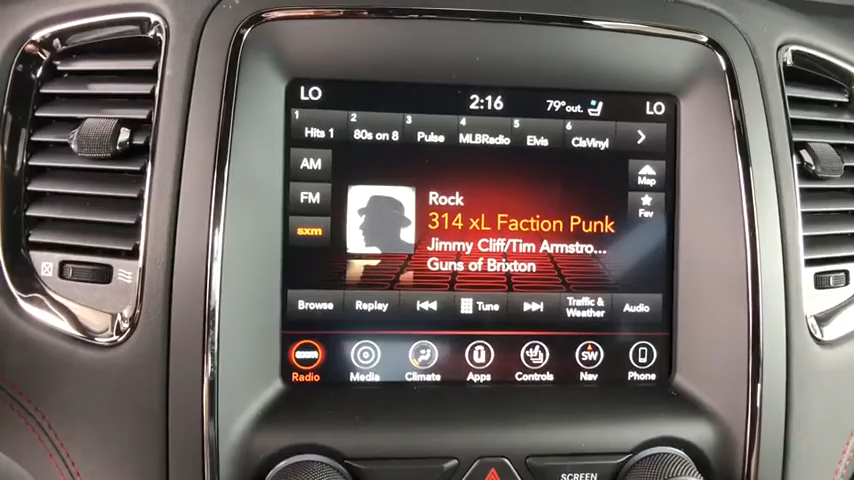 LO 2:16 79°out. LO
1 Hits 1 2 80s on 8 3 Pulse 4 MLBRadio 5 Elvis 6 ClsVinyl
AM
FM
sxm
Map
Fav
Rock
314 xL Faction Punk
Jimmy Cliff/Tim Armstro...
Guns of Brixton
Browse Replay Tune Traffic & Weather Audio
sxm SW
Radio Media Climate Apps Controls Nav Phone
SCREEN